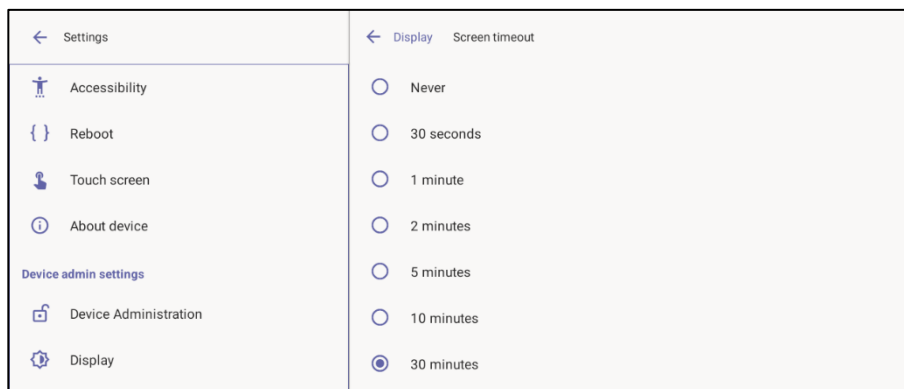 Settings
Accessibility
Reboot
Touch screen
About device
Device admin settings
Device Administration
Display
Display Screen timeout
Never
30 seconds
1 minute
2 minutes
5 minutes
10 minutes
30 minutes